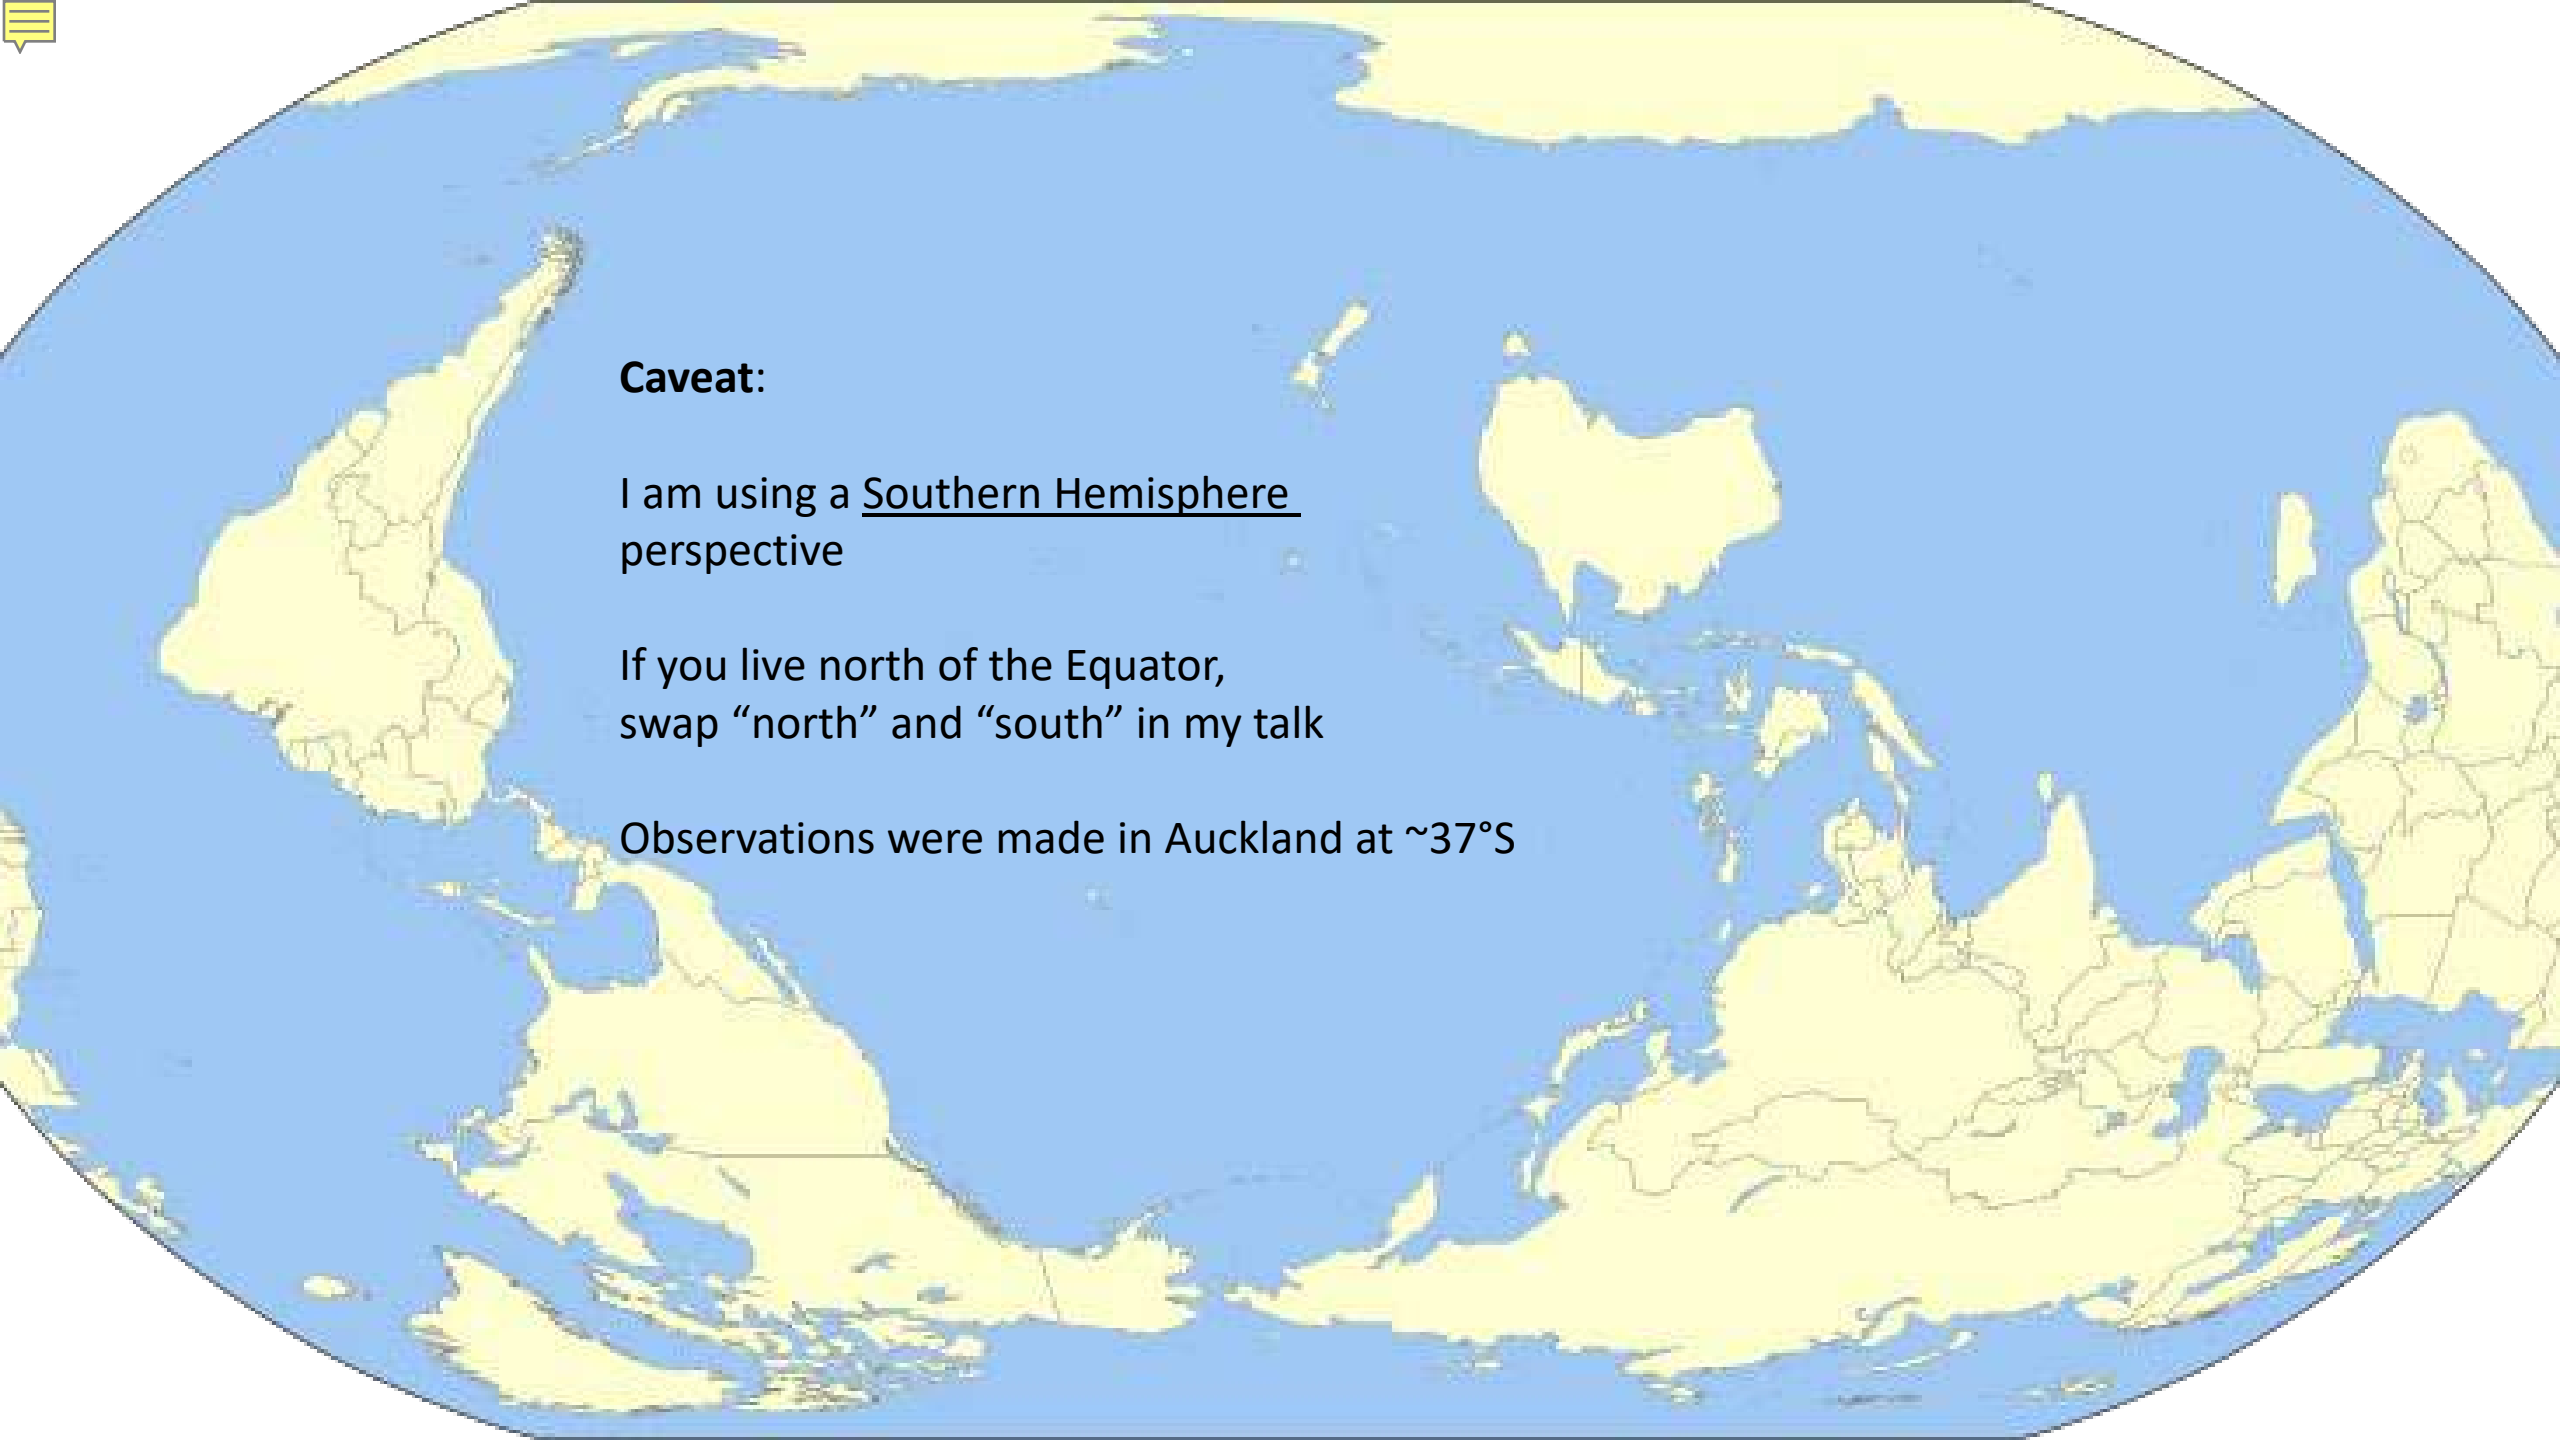 Caveat:
I am using a Southern Hemisphere
perspective
If you live north of the Equator,
swap “north” and “south” in my talk
Observations were made in Auckland at ~37°S